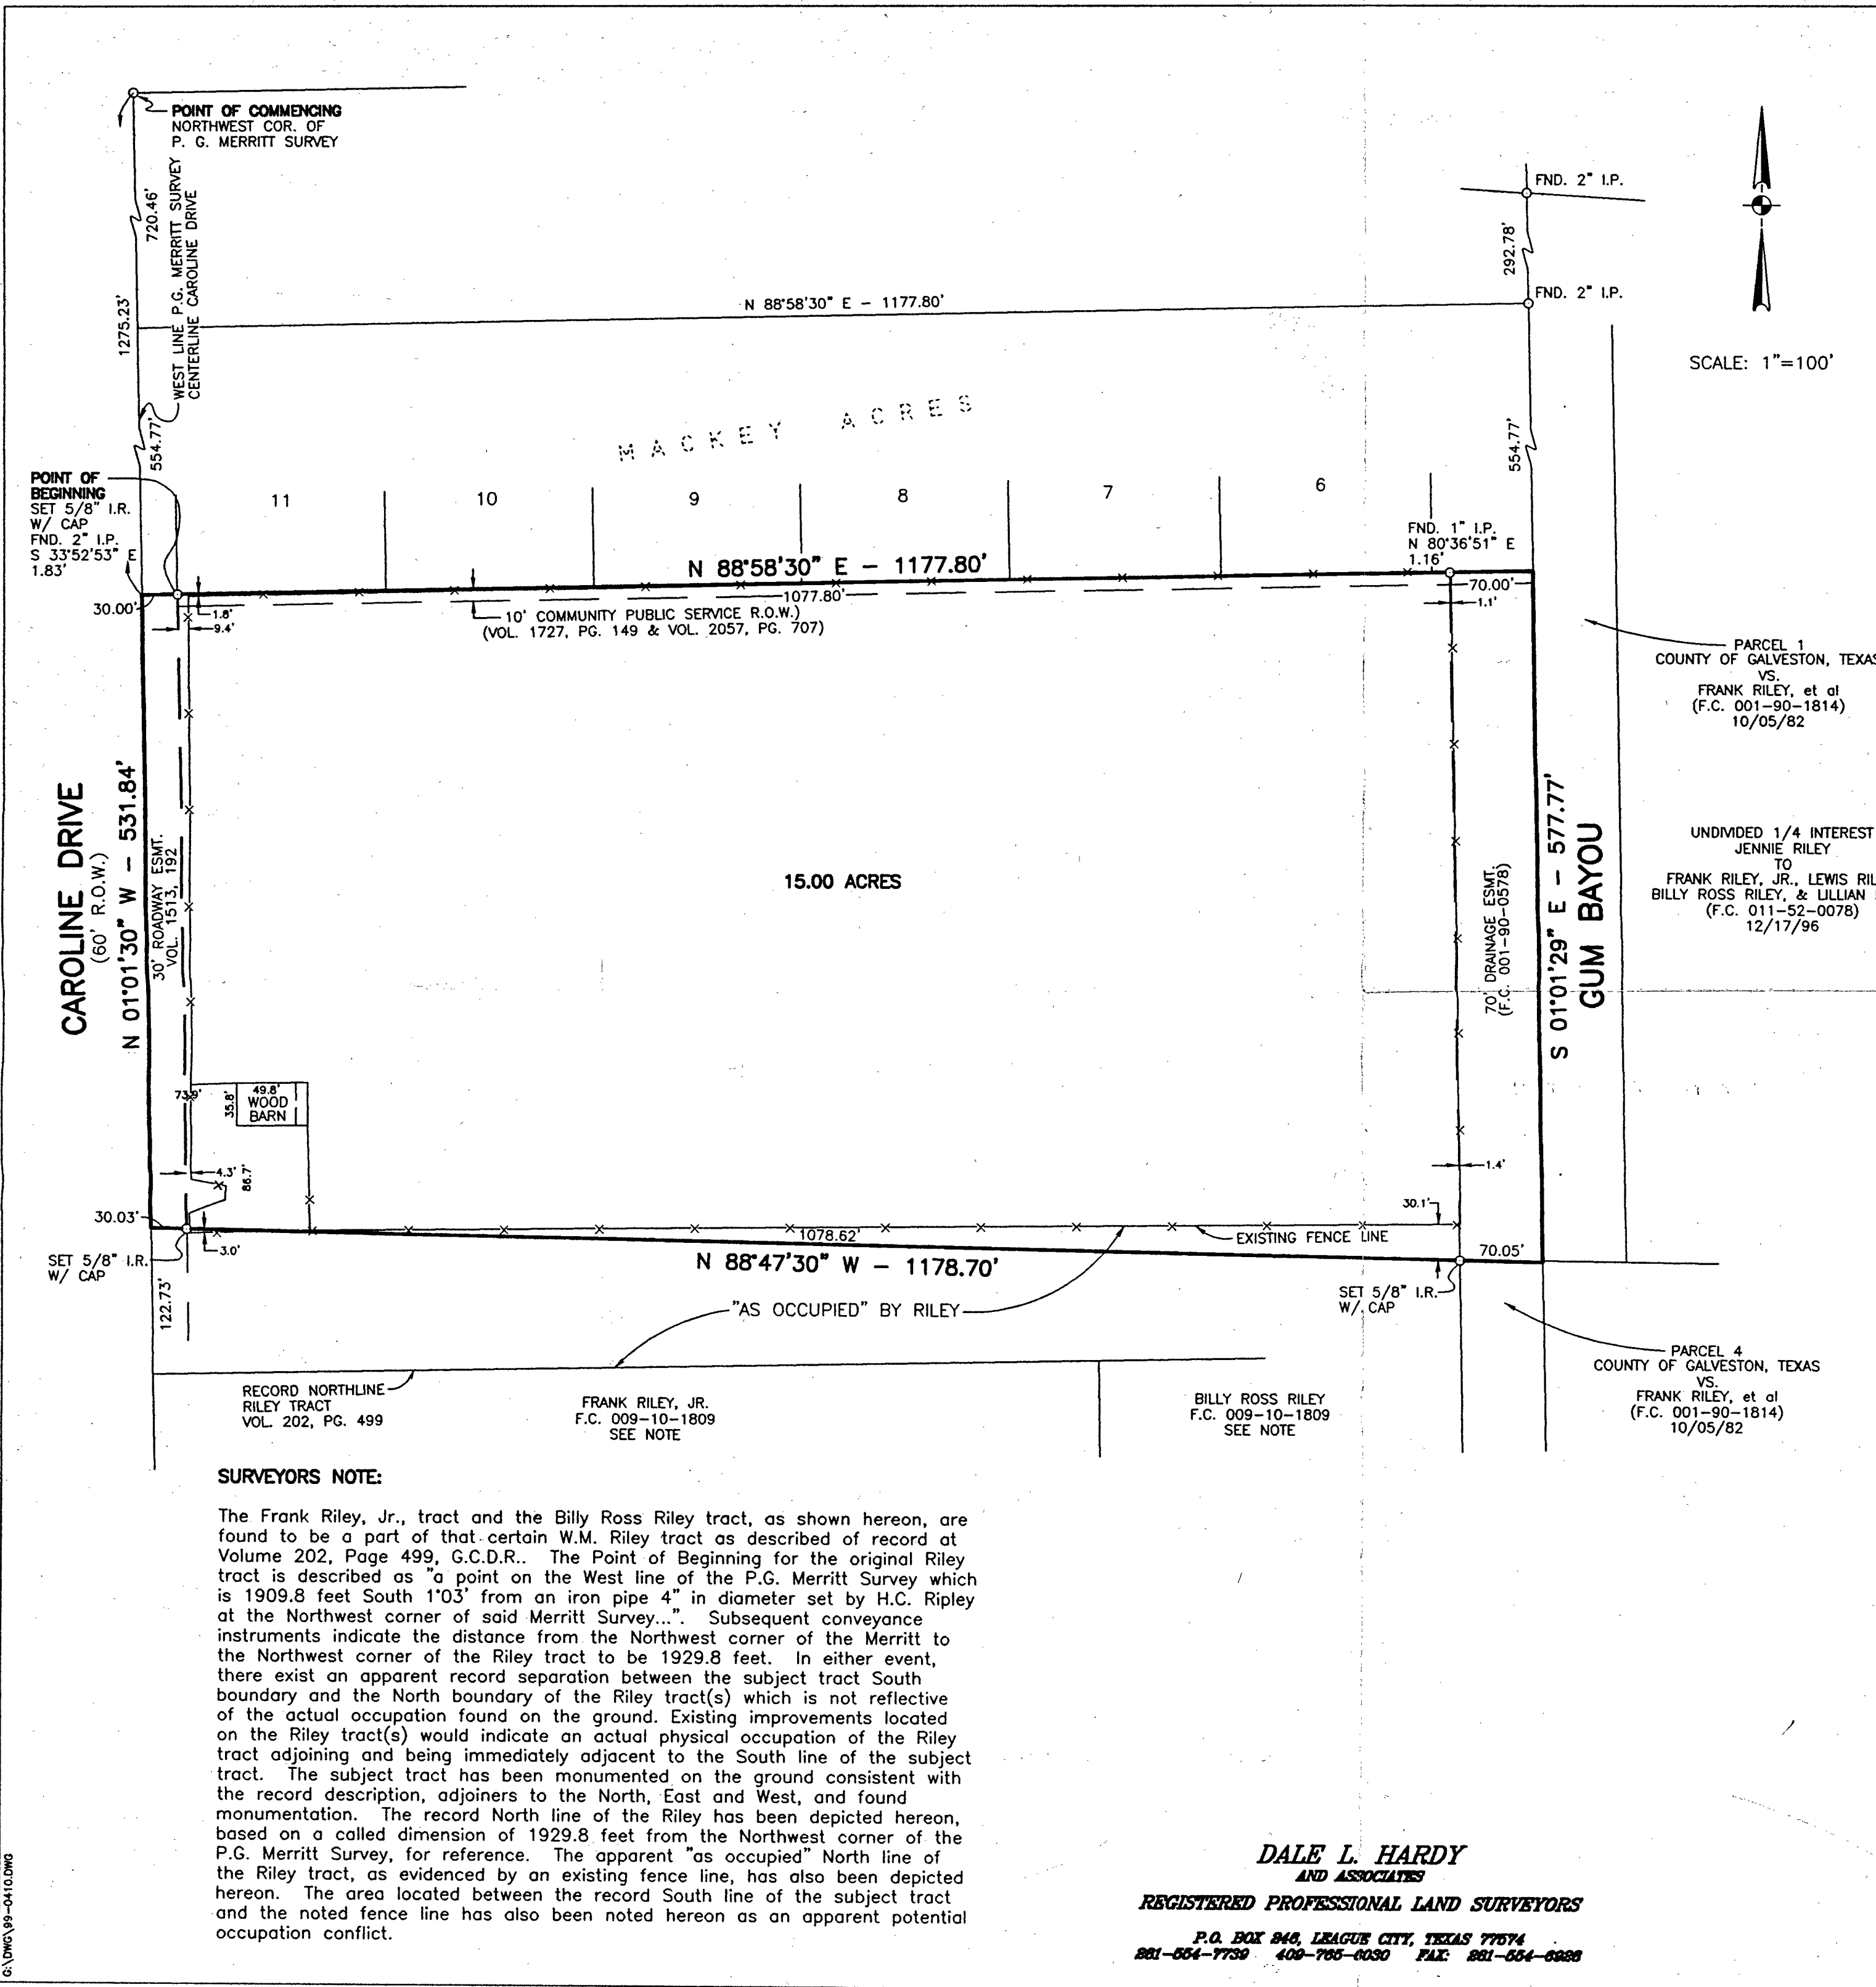 POINT OF COMMENCING
NORTHWEST COR. OF
P. G. MERRITT SURVEY
720.46'
WEST LINE P.G. MERRITT SURVEY
CENTERLINE CAROLINE DRIVE
1275.23'
554.77'
FND. 2" I.P.
292.78'
FND. 2" I.P.
N 88°58'30" E - 1177.80'
SCALE: 1"=100'
MACKEY ACRES
554.77'
POINT OF
BEGINNING
SET 5/8" I.R.
W/ CAP
FND. 2" I.P.
S 33°52'53" E
1.83'
11
10
9
8
7
6
FND. 1" I.P.
N 80°36'51" E
1.16'
N 88°58'30" E - 1177.80'
30.00'
1.8'
9.4'
1077.80'
70.00'
1.1'
10' COMMUNITY PUBLIC SERVICE R.O.W.)
(VOL. 1727, PG. 149 & VOL. 2057, PG. 707)
PARCEL 1
COUNTY OF GALVESTON, TEXAS
VS.
FRANK RILEY, et al
(F.C. 001-90-1814)
10/05/82
CAROLINE DRIVE
(60' R.O.W.)
N 01°01'30" W - 531.84'
30' ROADWAY ESMT.
VOL. 1513, 192
15.00 ACRES
70' DRAINAGE ESMT.
(F.C. 001-90-0578)
S 01°01'29" E - 577.77'
GUM BAYOU
UNDIVIDED 1/4 INTEREST
JENNIE RILEY
TO
FRANK RILEY, JR., LEWIS RIL
BILLY ROSS RILEY, & LILLIAN
(F.C. 011-52-0078)
12/17/96
73.9'
35.8'
49.8'
WOOD
BARN
4.3'
86.7'
1.4'
30.1'
30.03'
3.0'
1078.62'
EXISTING FENCE LINE
70.05'
SET 5/8" I.R.
W/ CAP
N 88°47'30" W - 1178.70'
SET 5/8" I.R.
W/ CAP
122.73'
"AS OCCUPIED" BY RILEY
PARCEL 4
COUNTY OF GALVESTON, TEXAS
VS.
FRANK RILEY, et al
(F.C. 001-90-1814)
10/05/82
RECORD NORTHLINE
RILEY TRACT
VOL. 202, PG. 499
FRANK RILEY, JR.
F.C. 009-10-1809
SEE NOTE
BILLY ROSS RILEY
F.C. 009-10-1809
SEE NOTE
SURVEYORS NOTE:
The Frank Riley, Jr., tract and the Billy Ross Riley tract, as shown hereon, are
found to be a part of that certain W.M. Riley tract as described of record at
Volume 202, Page 499, G.C.D.R.. The Point of Beginning for the original Riley
tract is described as "a point on the West line of the P.G. Merritt Survey which
is 1909.8 feet South 1°03' from an iron pipe 4" in diameter set by H.C. Ripley
at the Northwest corner of said Merritt Survey...". Subsequent conveyance
instruments indicate the distance from the Northwest corner of the Merritt to
the Northwest corner of the Riley tract to be 1929.8 feet. In either event,
there exist an apparent record separation between the subject tract South
boundary and the North boundary of the Riley tract(s) which is not reflective
of the actual occupation found on the ground. Existing improvements located
on the Riley tract(s) would indicate an actual physical occupation of the Riley
tract adjoining and being immediately adjacent to the South line of the subject
tract. The subject tract has been monumented on the ground consistent with
the record description, adjoiners to the North, East and West, and found
monumentation. The record North line of the Riley has been depicted hereon,
based on a called dimension of 1929.8 feet from the Northwest corner of the
P.G. Merritt Survey, for reference. The apparent "as occupied" North line of
the Riley tract, as evidenced by an existing fence line, has also been depicted
hereon. The area located between the record South line of the subject tract
and the noted fence line has also been noted hereon as an apparent potential
occupation conflict.
DALE L. HARDY
AND ASSOCIATES
REGISTERED PROFESSIONAL LAND SURVEYORS
P.O. BOX 246, LEAGUE CITY, TEXAS 77574
281-554-7739 409-765-6030 FAX: 281-554-6928
G:\DWG\99-0410.DWG